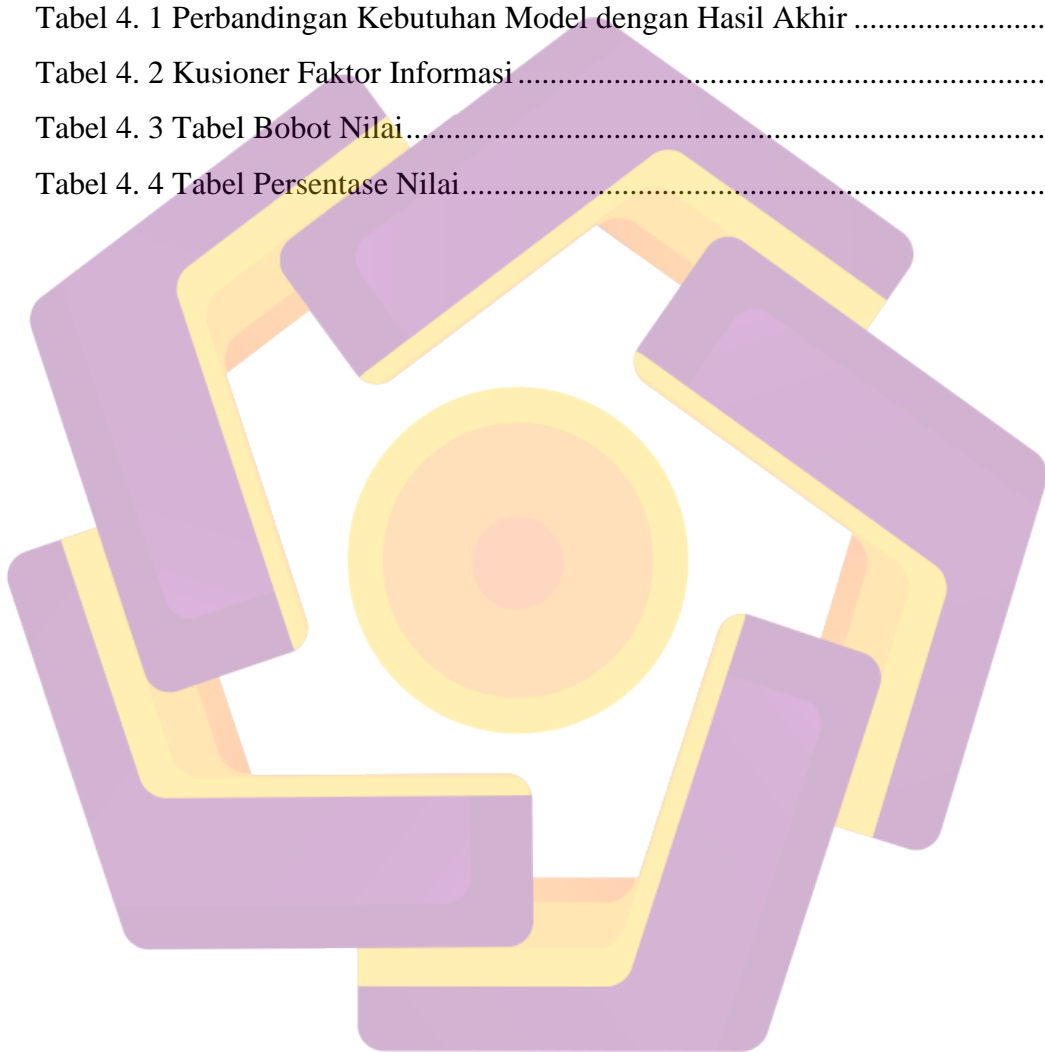 Tabel 4. 1 Perbandingan Kebutuhan Model dengan Hasil Akhir ........................
Tabel 4. 2 Kusioner Faktor Informasi ..................................................................
Tabel 4. 3 Tabel Bobot Nilai................................................................................
Tabel 4. 4 Tabel Persentase Nilai.........................................................................